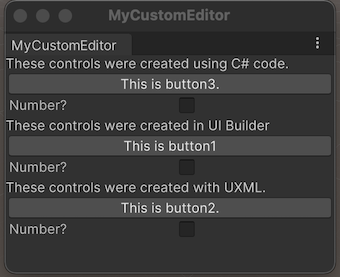 MyCustomEditor
MyCustomEditor
These controls were created using C# code.
This is button3.
Number?
These controls were created in UI Builder
This is button1
Number?
These controls were created with UXML.
This is button2.
Number?